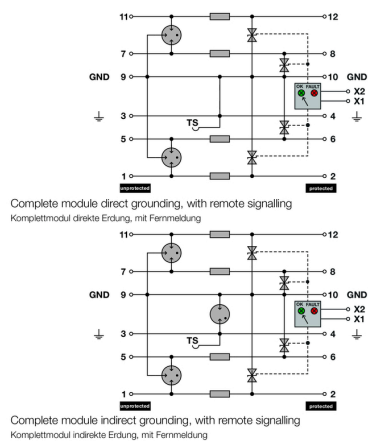 11 12
7 8
GND 9 10 GND
OK FAULT
X2
X1
3 4
TS
5 6
1 2
unprotected protected
Complete module direct grounding, with remote signalling
Komplettmodul direkte Erdung, mit Fernmeldung
11 12
7 8
GND 9 10 GND
OK FAULT
X2
X1
3 4
TS
5 6
1 2
unprotected protected
Complete module indirect grounding, with remote signalling
Komplettmodul indirekte Erdung, mit Fernmeldung